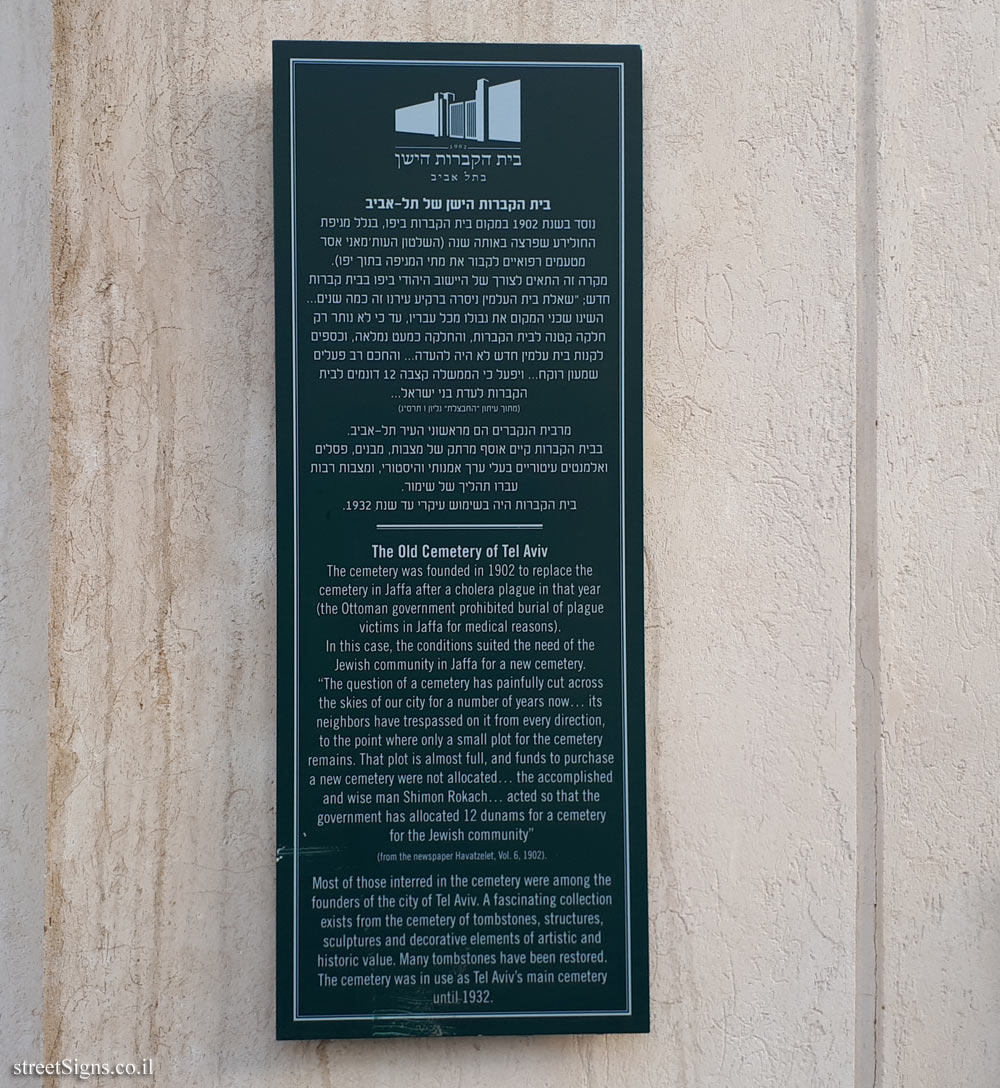 1902
בית הקברות הישן
בתל אביב
בית הקברות הישן של תל-אביב
נוסד בשנת 1902 במקום בית הקברות ביפו, בגלל מגיפת
החולירע שפרצה באותה שנה (השלטון העות'מאני אסר
מטעמים רפואיים לקבור את מתי המגיפה בתוך יפו).
מקרה זה התאים לצורך של היישוב היהודי ביפו בבית קברות
חדש; "שאלת בית העלמין ניסרה ברקיע עירנו זה כמה שנים...
השיגו שכני המקום את גבולו מכל עבריו, עד כי לא נותר רק
חלקה קטנה לבית הקברות, והחלקה כמעט נמלאה, וכספים
לקנות בית עלמין חדש לא היה להעדה... והחכם רב פעלים
שמעון רוקח... ויפעל כי הממשלה קצבה 12 דונמים לבית
הקברות לעדת בני ישראל...
(מתוך עיתון "החבצלת" גליון ו תרס"ג)
מרבית הנקברים הם מראשוני העיר תל-אביב.
בבית הקברות קיים אוסף מרתק של מצבות, מבנים, פסלים
ואלמנטים עיטוריים בעלי ערך אמנותי והיסטורי, ומצבות רבות
עברו תהליך של שימור.
בית הקברות היה בשימוש עיקרי עד שנת 1932.
The Old Cemetery of Tel Aviv
The cemetery was founded in 1902 to replace the
cemetery in Jaffa after a cholera plague in that year
(the Ottoman government prohibited burial of plague
victims in Jaffa for medical reasons).
In this case, the conditions suited the need of the
Jewish community in Jaffa for a new cemetery.
"The question of a cemetery has painfully cut across
the skies of our city for a number of years now... its
neighbors have trespassed on it from every direction,
to the point where only a small plot for the cemetery
remains. That plot is almost full, and funds to purchase
a new cemetery were not allocated... the accomplished
and wise man Shimon Rokach... acted so that the
government has allocated 12 dunams for a cemetery
for the Jewish community"
(from the newspaper Havatzelet, Vol. 6, 1902).
Most of those interred in the cemetery were among the
founders of the city of Tel Aviv. A fascinating collection
exists from the cemetery of tombstones, structures,
sculptures and decorative elements of artistic and
historic value. Many tombstones have been restored.
The cemetery was in use as Tel Aviv's main cemetery
until 1932.
streetSigns.co.il